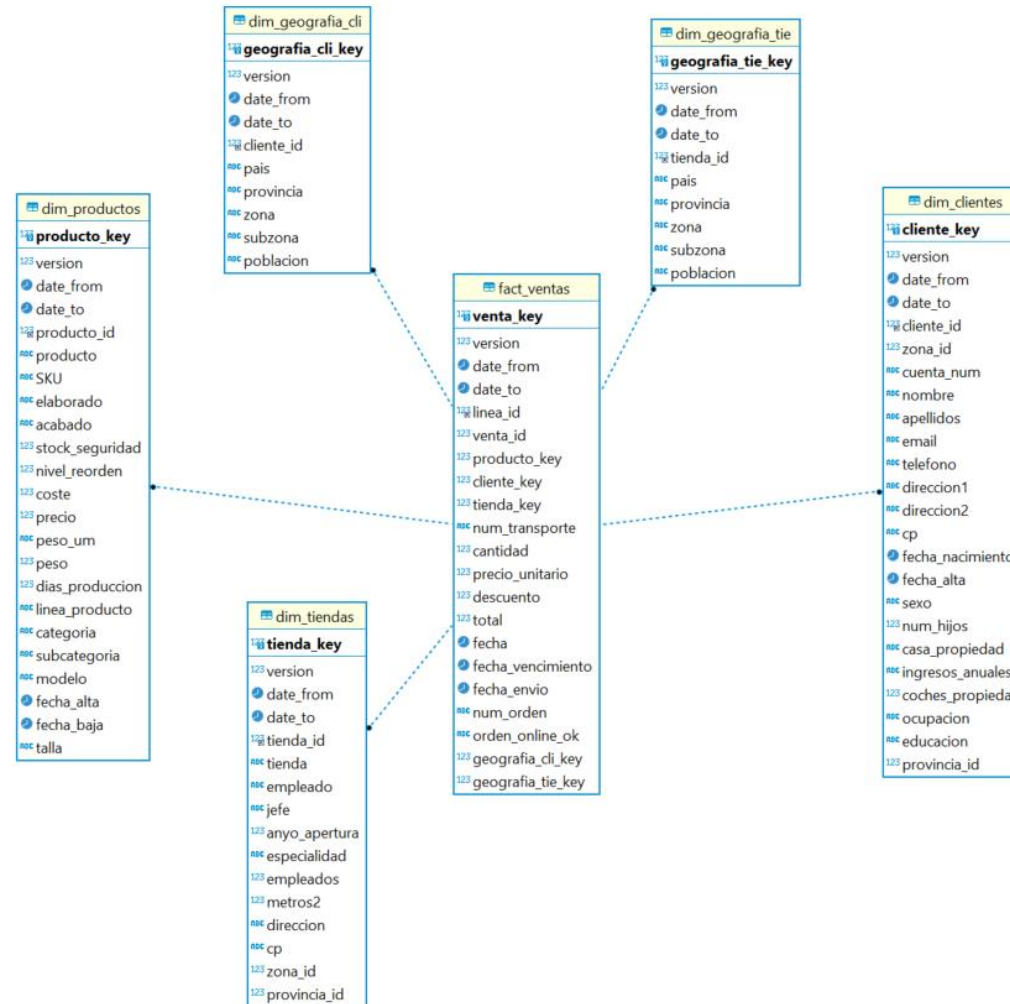 dim_geografia_cli
geografia_cli_key
version
date_from
date_to
cliente_id
pais
provincia
zona
subzona
poblacion
dim_geografia_tie
geografia_tie_key
version
date_from
date_to
tienda_id
pais
provincia
zona
subzona
poblacion
dim_productos
producto_key
version
date_from
date_to
producto_id
producto
SKU
elaborado
acabado
stock_seguridad
nivel_reorden
coste
precio
peso_um
peso
dias_produccion
linea_producto
categoria
subcategoria
modelo
fecha_alta
fecha_baja
talla
fact_ventas
venta_key
version
date_from
date_to
linea_id
venta_id
producto_key
cliente_key
tienda_key
num_transporte
cantidad
precio_unitario
descuento
total
fecha
fecha_vencimiento
fecha_envio
num_orden
orden_online_ok
geografia_cli_key
geografia_tie_key
dim_clientes
cliente_key
version
date_from
date_to
cliente_id
zona_id
cuenta_num
nombre
apellidos
email
telefono
direccion1
direccion2
cp
fecha_nacimiento
fecha_alta
sexo
num_hijos
casa_propiedad
ingresos_anuales
coches_propieda
ocupacion
educacion
provincia_id
dim_tiendas
tienda_key
version
date_from
date_to
tienda_id
tienda
empleado
jefe
anyo_apertura
especialidad
empleados
metros2
direccion
cp
zona_id
provincia_id